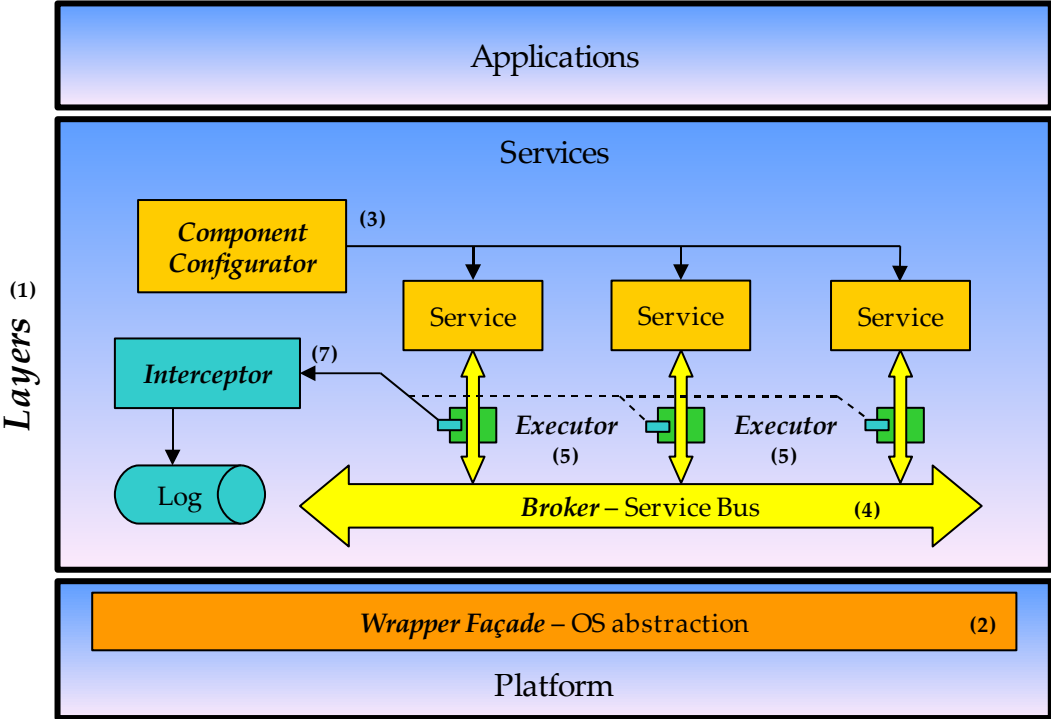 Applications
Services
Layers (1)
Component
Configurator
(3)
Service
Service
Service
Interceptor
(7)
Executor
(5)
Executor
(5)
Log
Broker – Service Bus (4)
Wrapper Façade – OS abstraction (2)
Platform